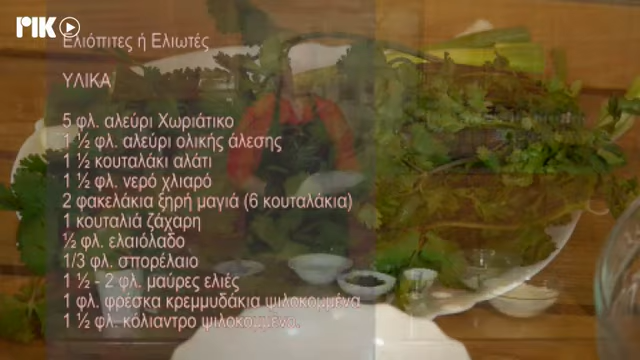 ΡΙΚ
Ελιόπιτες ή Ελιωτές
ΥΛΙΚΑ
5 φλ. αλεύρι Χωριάτικο
1 ½ φλ. αλεύρι ολικής άλεσης
1 ½ κουταλάκι αλάτι
1 ½ φλ. νερό χλιαρό
2 φακελάκια ξηρή μαγιά (6 κουταλάκια)
1 κουταλιά ζάχαρη
½ φλ. ελαιόλαδο
1/3 φλ. σπορέλαιο
1 ½ - 2 φλ. μαύρες ελιές
1 φλ. φρέσκα κρεμμυδάκια ψιλοκομμένα
1 ½ φλ. κόλιαντρο ψιλοκομμένο.